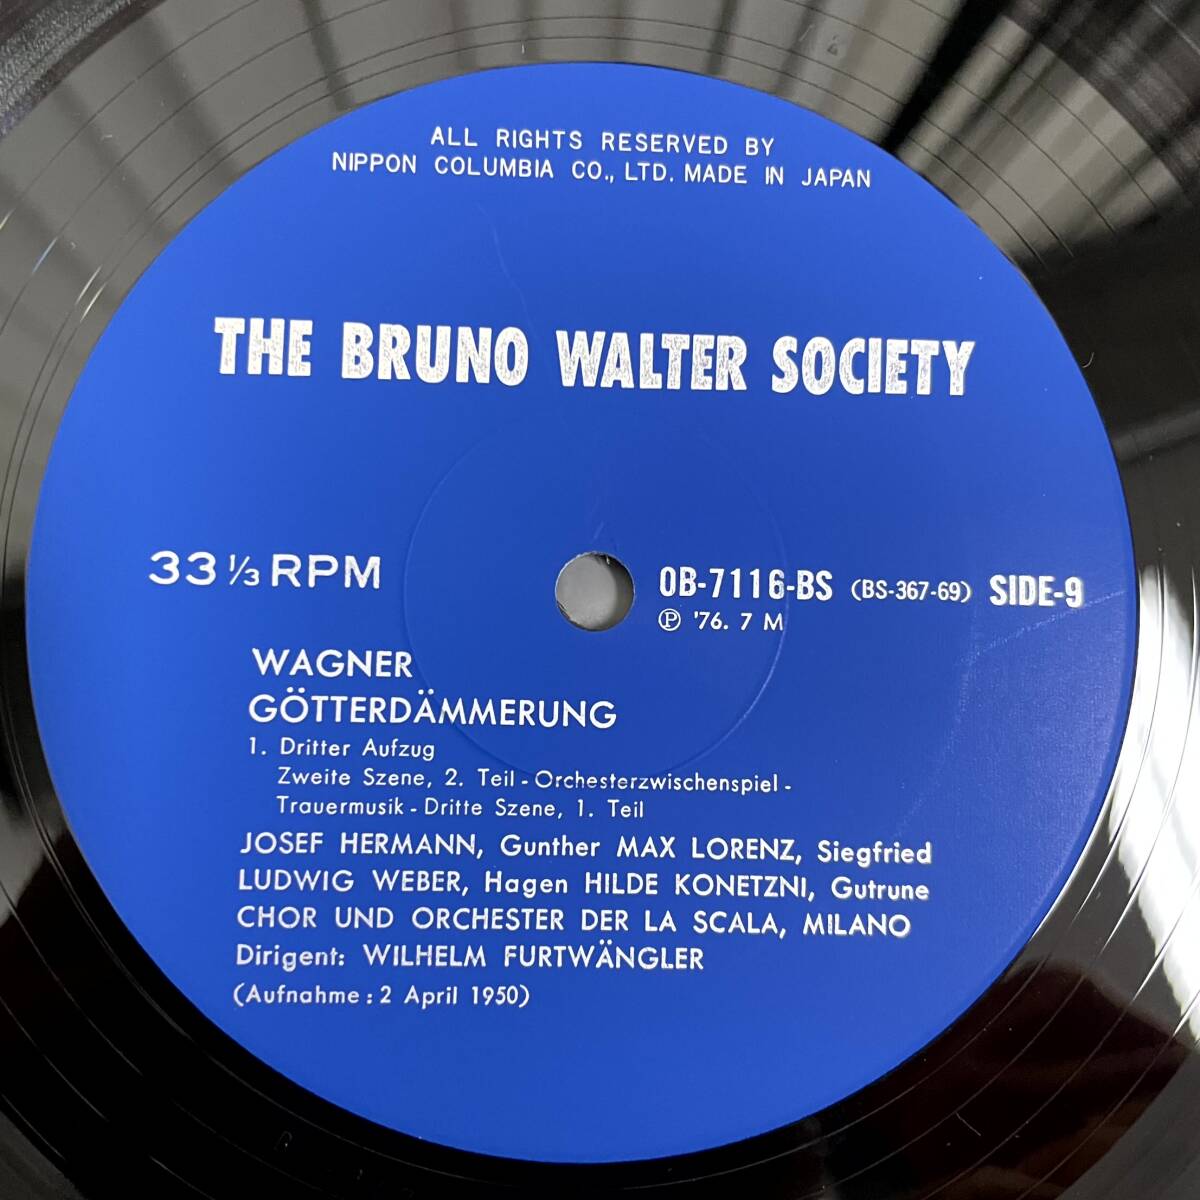 ALL RIGHTS RESERVED BY
NIPPON COLUMBIA CO., LTD. MADE IN JAPAN
THE BRUNO WALTER SOCIETY
33 1/3 RPM
OB-7116-BS (BS-367-69) SIDE-9
Ⓟ '76. 7 M
WAGNER
GÖTTERDÄMMERUNG
1. Dritter Aufzug
Zweite Szene, 2. Teil - Orchesterzwischenspiel -
Trauermusik - Dritte Szene, 1. Teil
JOSEF HERMANN, Gunther MAX LORENZ, Siegfried
LUDWIG WEBER, Hagen HILDE KONETZNI, Gutrune
CHOR UND ORCHESTER DER LA SCALA, MILANO
Dirigent: WILHELM FURTWÄNGLER
(Aufnahme : 2 April 1950)